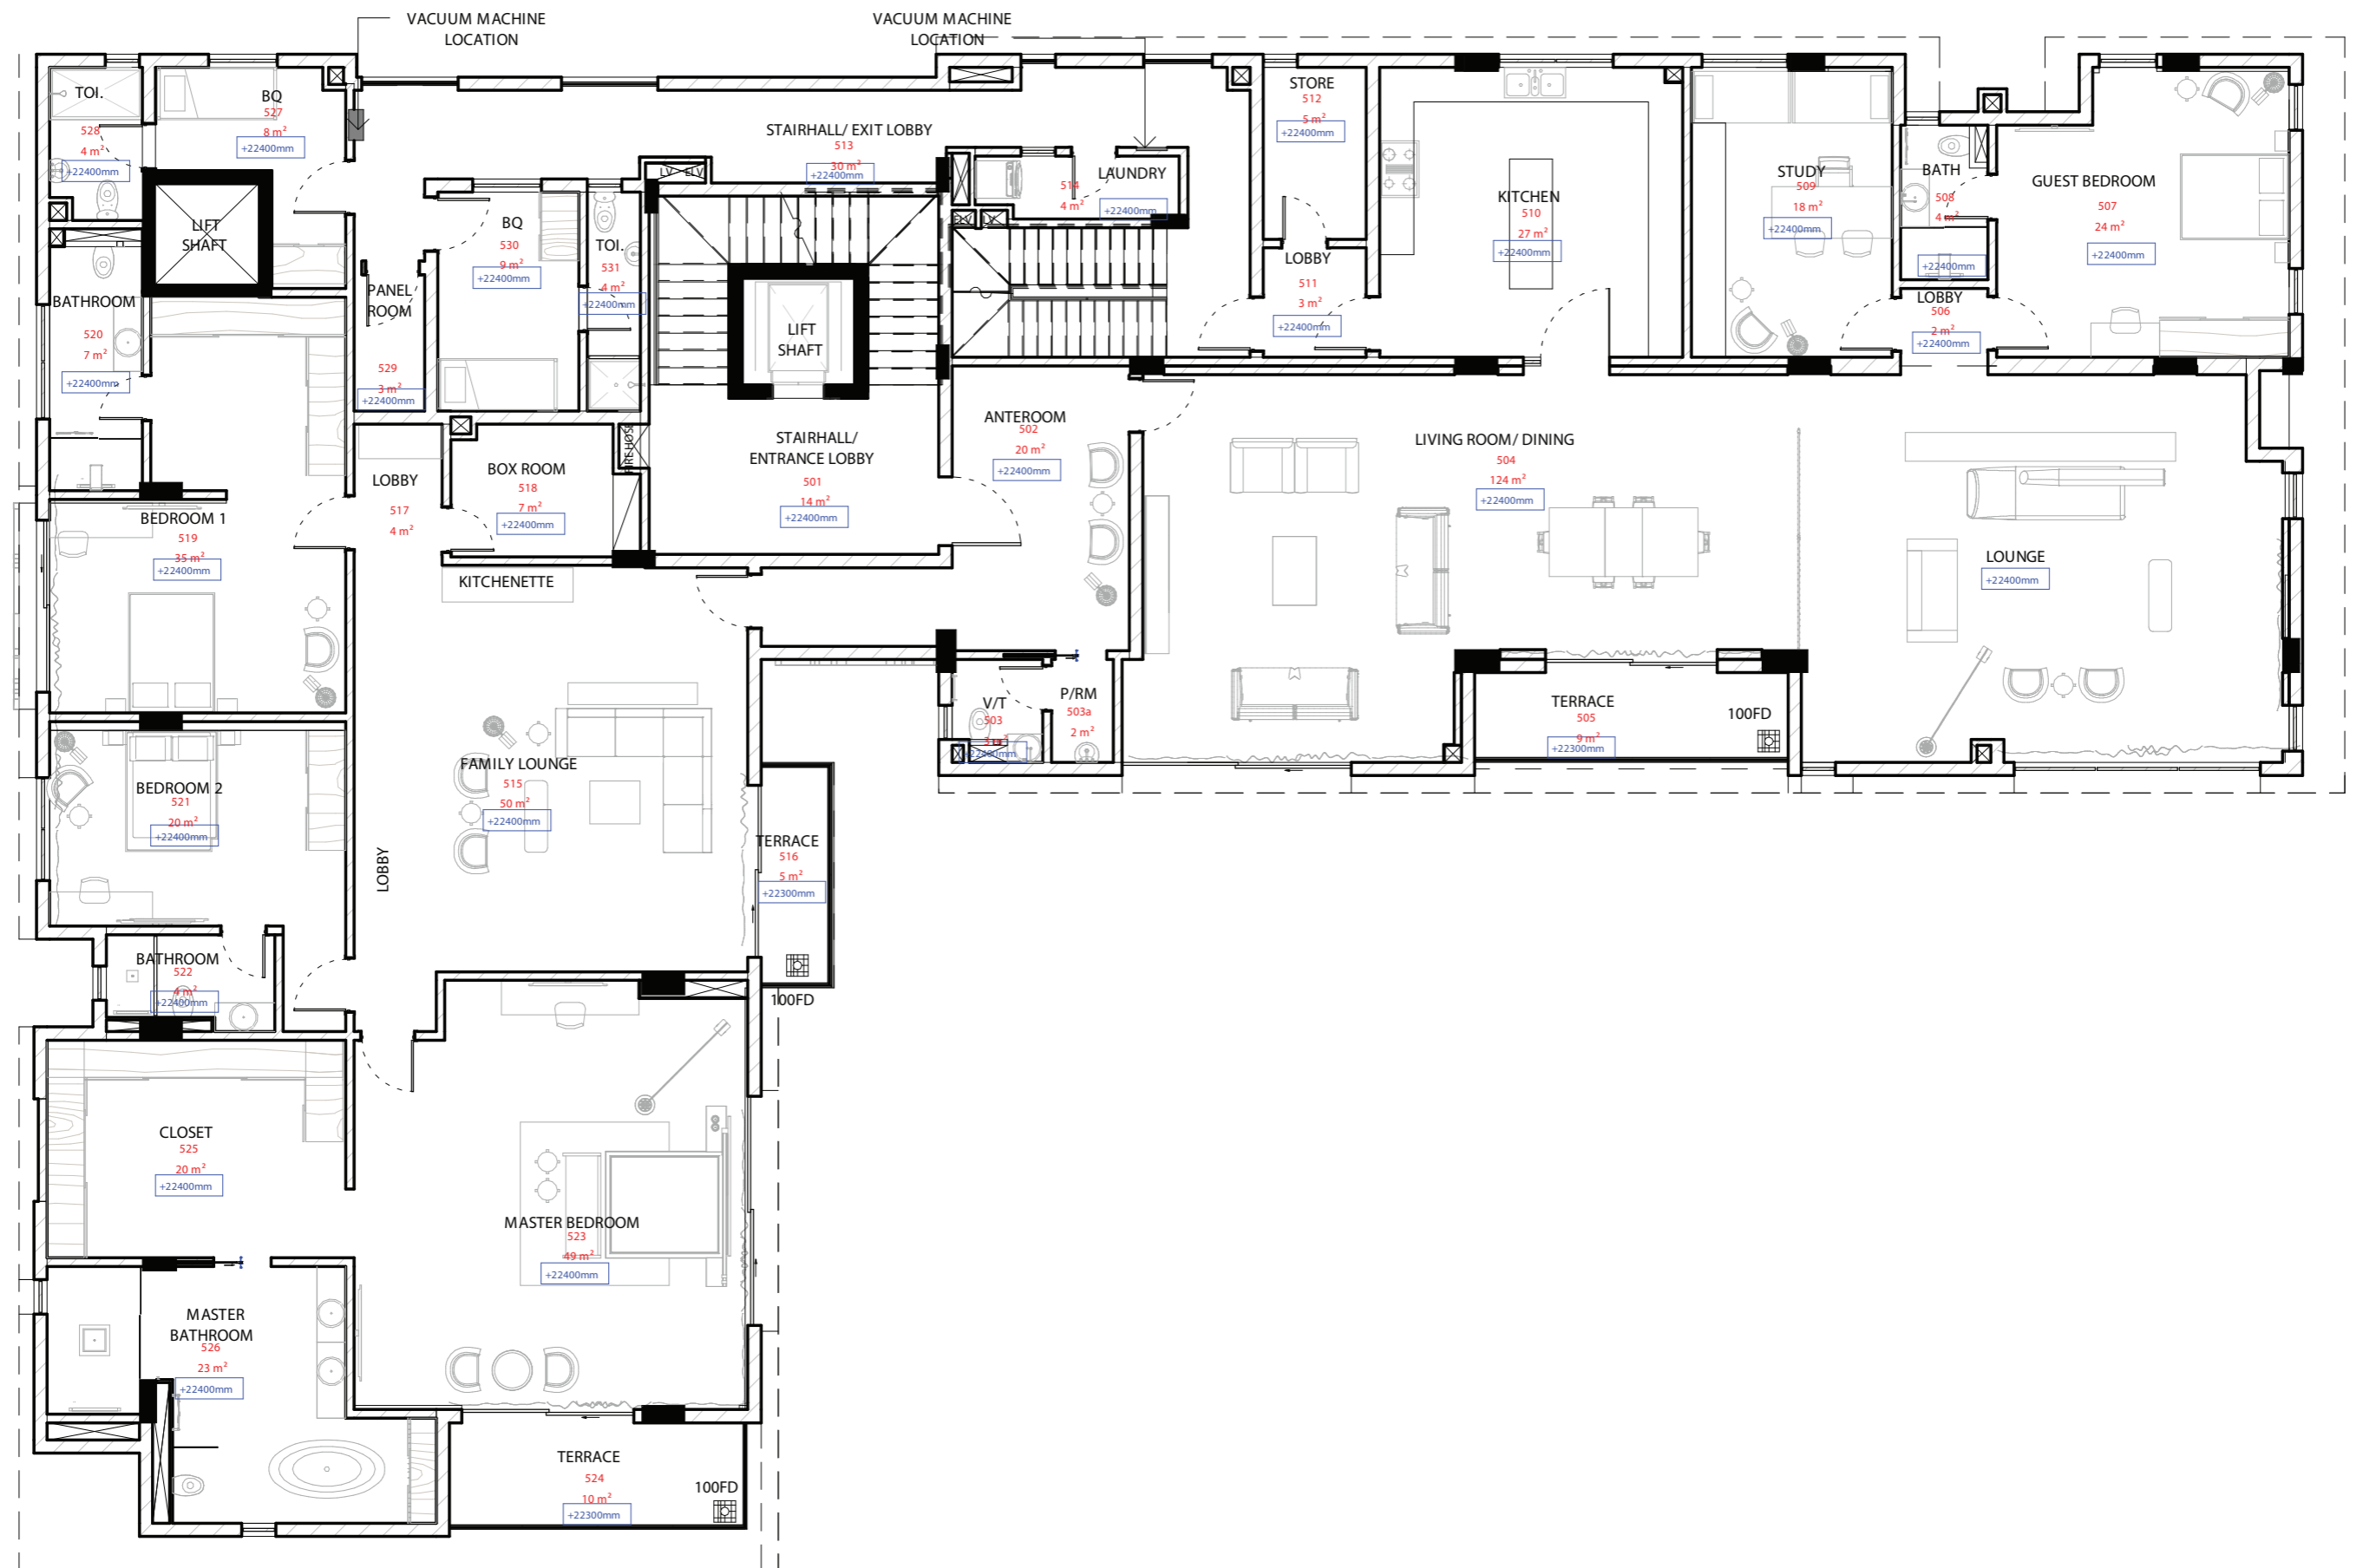 VACUUM MACHINE
LOCATION
VACUUM MACHINE
LOCATION
TOI.
528
4 m²
+22400mm
BQ
527
8 m²
+22400mm
LIFT
SHAFT
STAIRHALL/ EXIT LOBBY
513
30 m²
+22400mm
LV
ELV
LAUNDRY
514
4 m²
+22400mm
ELV
LV
STORE
512
5 m²
+22400mm
LOBBY
511
3 m²
+22400mm
KITCHEN
510
27 m²
+22400mm
STUDY
509
18 m²
+22400mm
BATH
508
4 m²
+22400mm
LOBBY
506
2 m²
+22400mm
GUEST BEDROOM
507
24 m²
+22400mm
BATHROOM
520
7 m²
+22400mm
PANEL
ROOM
529
3 m²
+22400mm
BQ
530
9 m²
+22400mm
TOI.
531
4 m²
+22400mm
LIFT
SHAFT
STAIRHALL/
ENTRANCE LOBBY
501
14 m²
+22400mm
ANTEROOM
502
20 m²
+22400mm
LIVING ROOM/ DINING
504
124 m²
+22400mm
LOUNGE
+22400mm
LOBBY
517
4 m²
BOX ROOM
518
7 m²
+22400mm
FIRE HOSE
BEDROOM 1
519
35 m²
+22400mm
KITCHENETTE
V/T
503
3 m²
+22400mm
P/RM
503a
2 m²
TERRACE
505
9 m²
+22300mm
100FD
BEDROOM 2
521
20 m²
+22400mm
FAMILY LOUNGE
515
50 m²
+22400mm
LOBBY
TERRACE
516
5 m²
+22300mm
100FD
BATHROOM
522
4 m²
+22400mm
CLOSET
525
20 m²
+22400mm
MASTER BEDROOM
523
49 m²
+22400mm
MASTER
BATHROOM
526
23 m²
+22400mm
TERRACE
524
10 m²
+22300mm
100FD